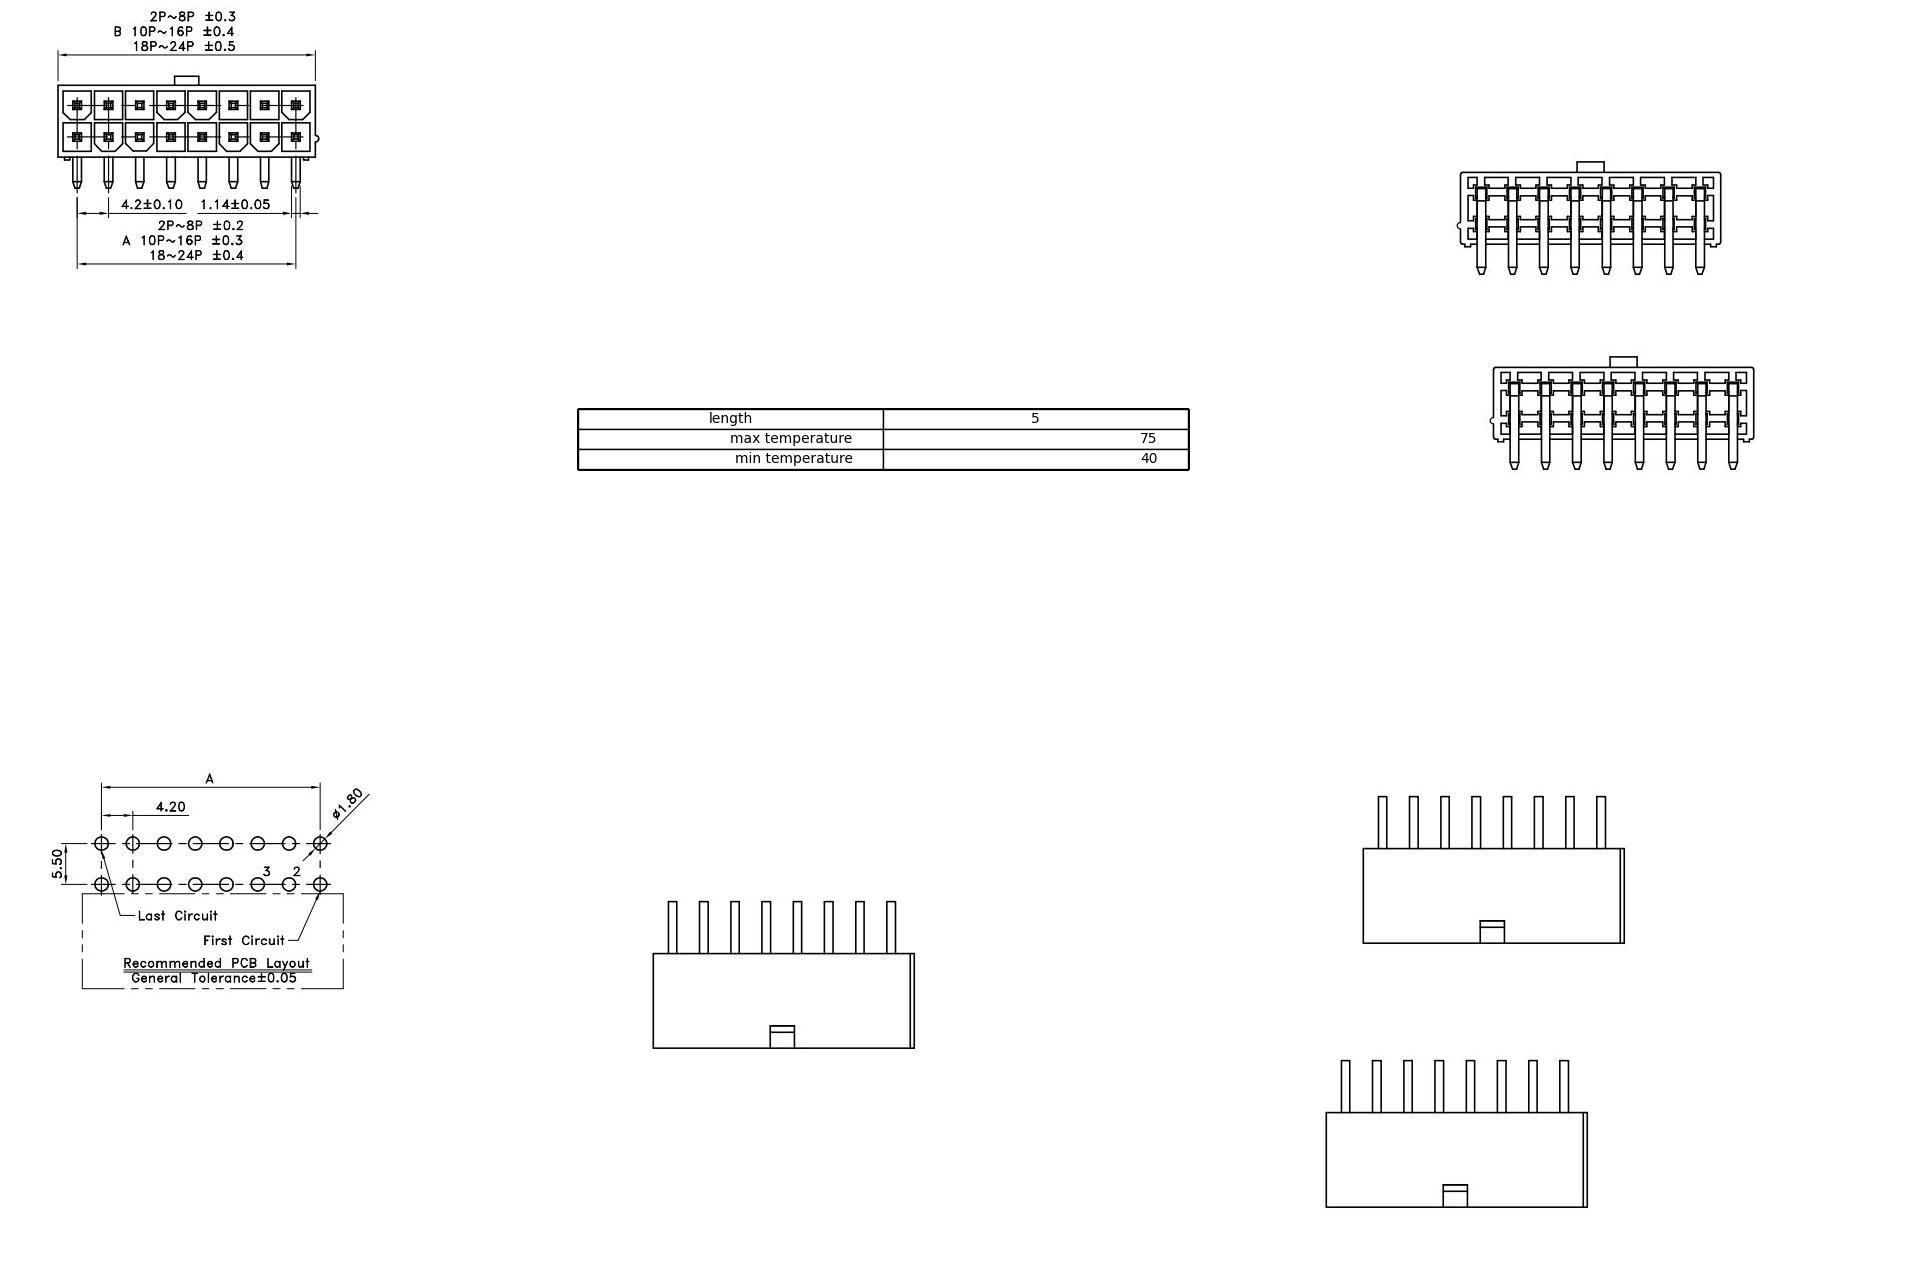 2P~8P ±0.3
B 10P~16P ±0.4
18P~24P ±0.5
4.2±0.10 1.14±0.05
2P~8P ±0.2
A 10P~16P ±0.3
18~24P ±0.4
length 5
max temperature 75
min temperature 40
A
4.20
ø1.80
5.50
3 2
Last Circuit
First Circuit
Recommended PCB Layout
General Tolerance±0.05